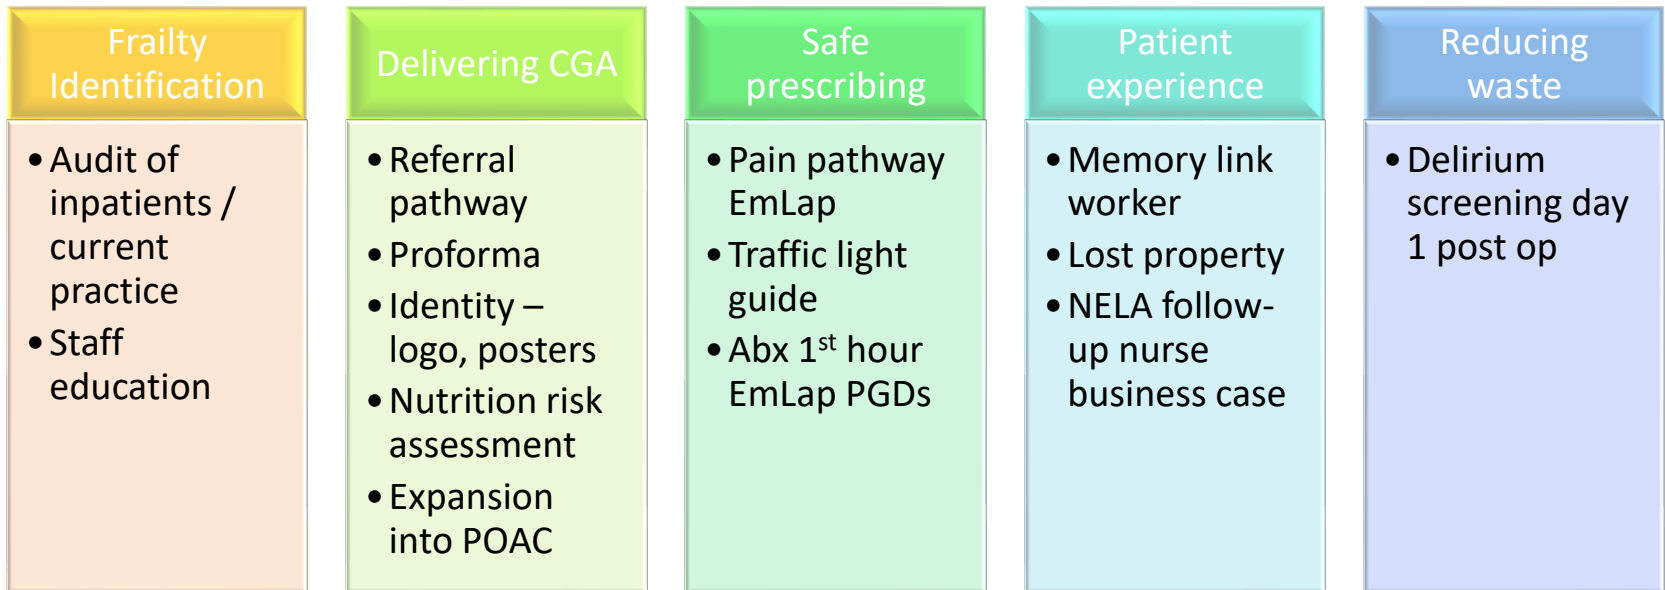 Frailty
Identification
• Audit of
inpatients /
current
practice
• Staff
education
Delivering CGA
• Referral
pathway
• Proforma
• Identity –
logo, posters
• Nutrition risk
assessment
• Expansion
into POAC
Safe
prescribing
• Pain pathway
EmLap
• Traffic light
guide
• Abx 1st hour
EmLap PGDs
Patient
experience
• Memory link
worker
• Lost property
• NELA follow-
up nurse
business case
Reducing
waste
• Delirium
screening day
1 post op